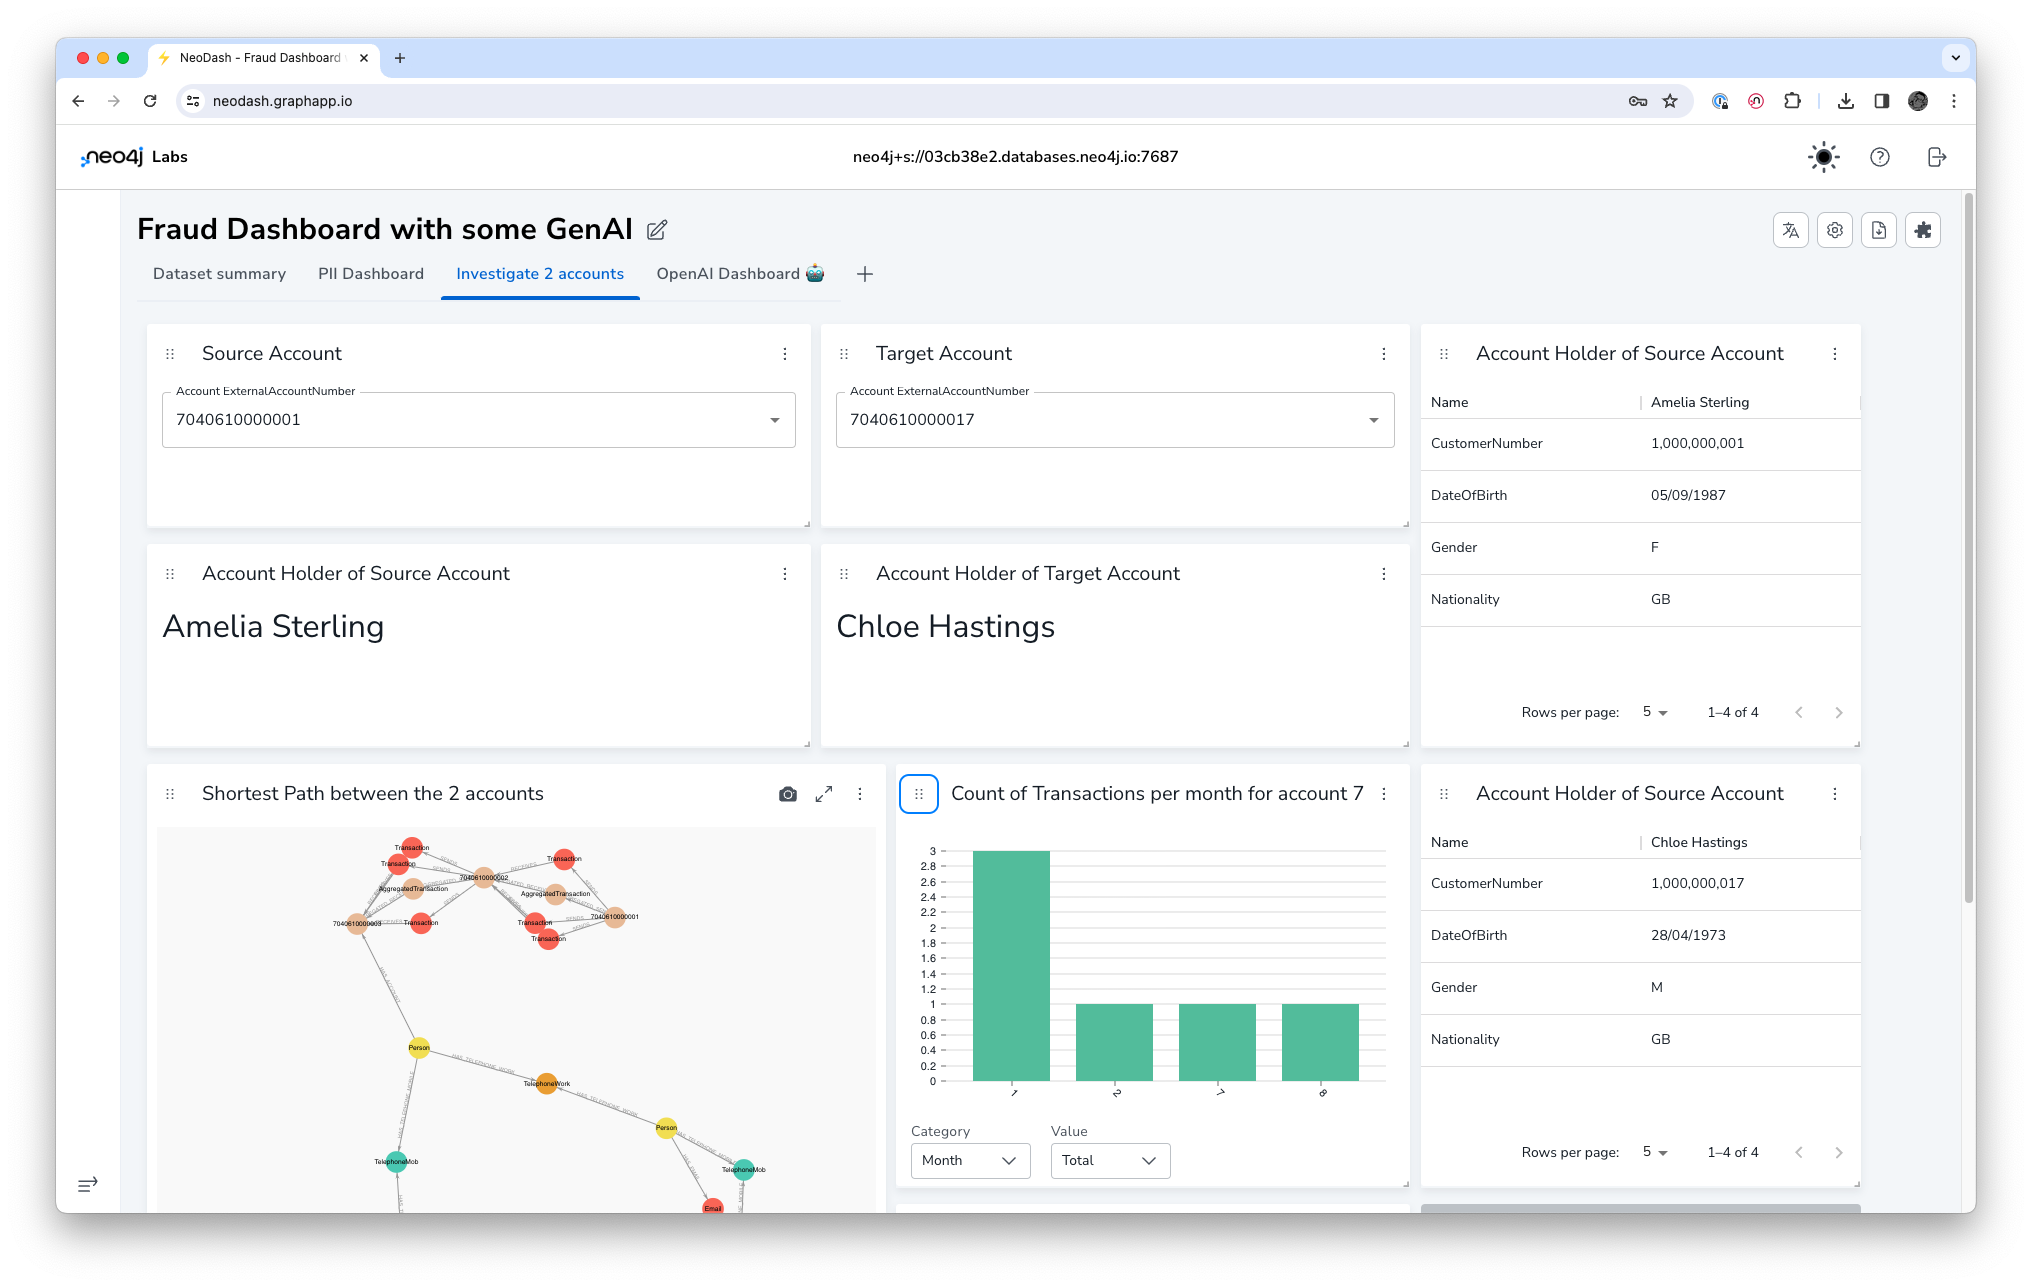 NeoDash - Fraud Dashboard
neodash.graphapp.io
neo4j Labs
neo4j+s://03cb38e2.databases.neo4j.io:7687
Fraud Dashboard with some GenAI
Dataset summary
PII Dashboard
Investigate 2 accounts
OpenAI Dashboard
Source Account
Account ExternalAccountNumber
7040610000001
Target Account
Account ExternalAccountNumber
7040610000017
Account Holder of Source Account
Name Amelia Sterling
CustomerNumber 1,000,000,001
DateOfBirth 05/09/1987
Gender F
Nationality GB
Rows per page: 5 1–4 of 4
Account Holder of Source Account
Amelia Sterling
Account Holder of Target Account
Chloe Hastings
Shortest Path between the 2 accounts
Transaction
Transaction
AggregatedTransaction
7040610000002
Transaction
AggregatedTransaction
7040610000003
Transaction
Transaction
Transaction
7040610000001
HAS_ACCOUNT
Person
HAS_TELEPHONE_WORK
TelephoneWork
HAS_TELEPHONE_WORK
Person
TelephoneMob
TelephoneMob
Email
Count of Transactions per month for account 7
3
2.8
2.6
2.4
2.2
2
1.8
1.6
1.4
1.2
1
0.8
0.6
0.4
0.2
0
1 2 7 8
Category Value
Month Total
Account Holder of Source Account
Name Chloe Hastings
CustomerNumber 1,000,000,017
DateOfBirth 28/04/1973
Gender M
Nationality GB
Rows per page: 5 1–4 of 4